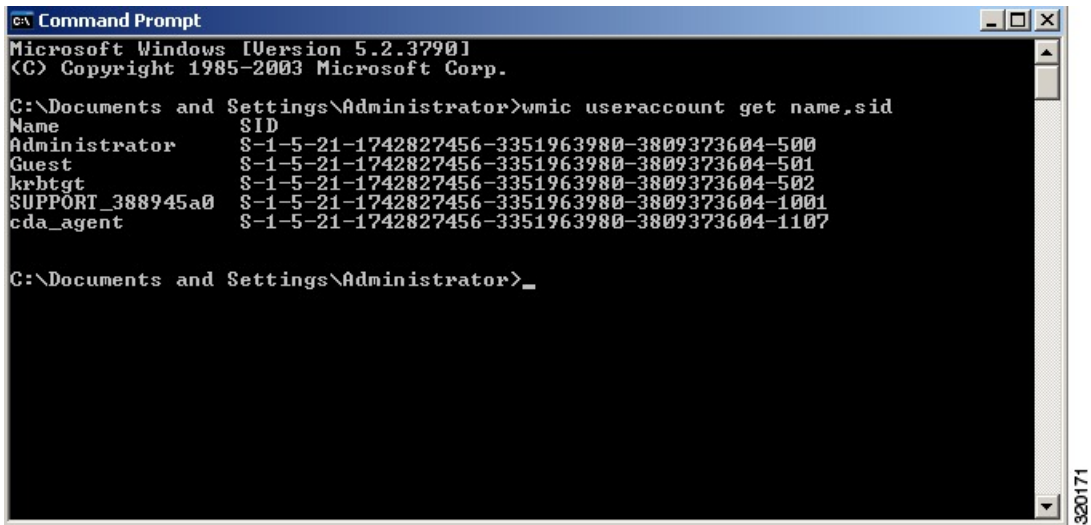 Command Prompt
Microsoft Windows [Version 5.2.3790]
(C) Copyright 1985-2003 Microsoft Corp.
C:\Documents and Settings\Administrator>wmic useraccount get name,sid
Name SID
Administrator S-1-5-21-1742827456-3351963980-3809373604-500
Guest S-1-5-21-1742827456-3351963980-3809373604-501
krbtgt S-1-5-21-1742827456-3351963980-3809373604-502
SUPPORT_388945a0 S-1-5-21-1742827456-3351963980-3809373604-1001
cda_agent S-1-5-21-1742827456-3351963980-3809373604-1107
C:\Documents and Settings\Administrator>_
320171